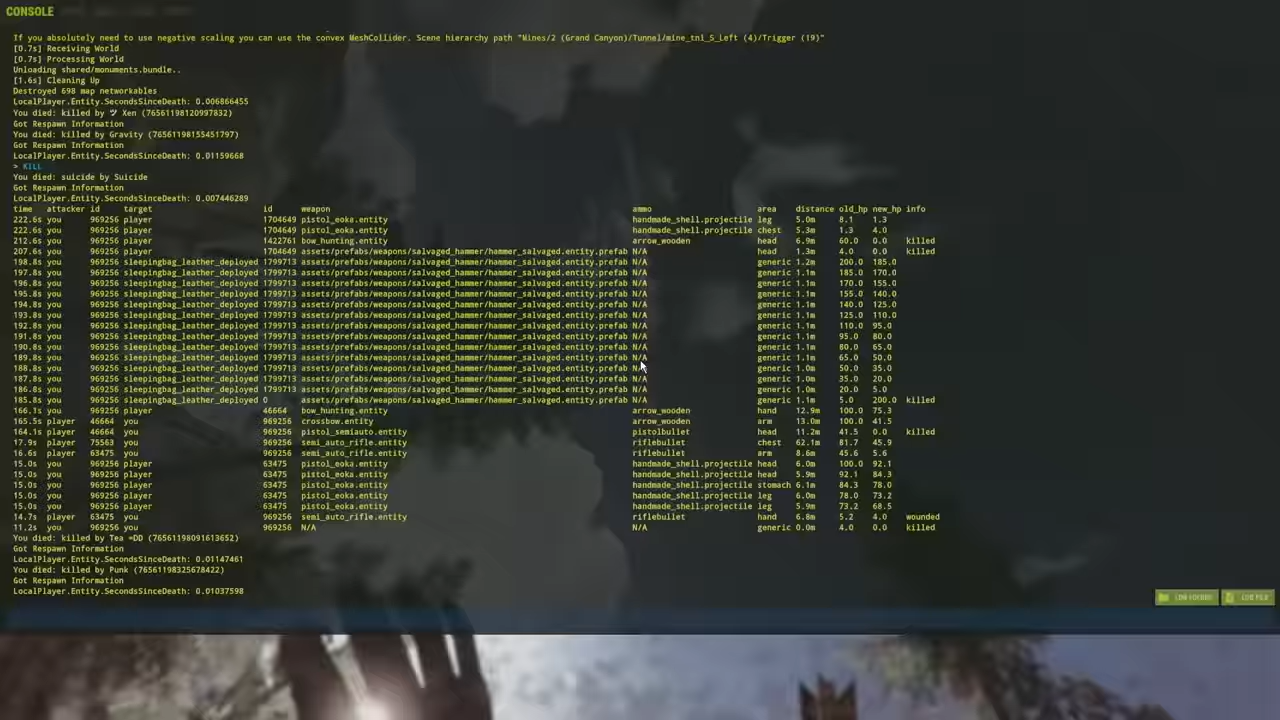 CONSOLE
If you absolutely need to use negative scaling you can use the convex MeshCollider. Scene hierarchy path "Mines/2 (Grand Canyon)/Tunnel/mine_tnl_S_Left (4)/Trigger (19)"
[0.7s] Receiving World
[0.7s] Processing World
Unloading shared/monuments.bundle..
[1.6s] Cleaning Up
Destroyed 698 map networkables
LocalPlayer.Entity.SecondsSinceDeath: 0.006866455
You died: killed by ツ Xen (76561198120997832)
Got Respawn Information
You died: killed by Gravity (76561198155451797)
Got Respawn Information
LocalPlayer.Entity.SecondsSinceDeath: 0.01159668
> KILL
You died: suicide by Suicide
Got Respawn Information
LocalPlayer.Entity.SecondsSinceDeath: 0.007446289
time attacker id target id weapon ammo area distance old_hp new_hp info
222.6s you 969256 player 1704649 pistol_eoka.entity handmade_shell.projectile leg 5.0m 8.1 1.3
222.6s you 969256 player 1704649 pistol_eoka.entity handmade_shell.projectile chest 5.3m 1.3 4.0
212.6s you 969256 player 1422761 bow_hunting.entity arrow_wooden head 6.9m 60.0 0.0 killed
207.6s you 969256 player 1704649 assets/prefabs/weapons/salvaged_hammer/hammer_salvaged.entity.prefab N/A head 1.3m 4.0 0.0 killed
198.8s you 969256 sleepingbag_leather_deployed 1799713 assets/prefabs/weapons/salvaged_hammer/hammer_salvaged.entity.prefab N/A generic 1.2m 200.0 185.0
197.8s you 969256 sleepingbag_leather_deployed 1799713 assets/prefabs/weapons/salvaged_hammer/hammer_salvaged.entity.prefab N/A generic 1.1m 185.0 170.0
196.8s you 969256 sleepingbag_leather_deployed 1799713 assets/prefabs/weapons/salvaged_hammer/hammer_salvaged.entity.prefab N/A generic 1.1m 170.0 155.0
195.8s you 969256 sleepingbag_leather_deployed 1799713 assets/prefabs/weapons/salvaged_hammer/hammer_salvaged.entity.prefab N/A generic 1.1m 155.0 140.0
194.8s you 969256 sleepingbag_leather_deployed 1799713 assets/prefabs/weapons/salvaged_hammer/hammer_salvaged.entity.prefab N/A generic 1.1m 140.0 125.0
193.8s you 969256 sleepingbag_leather_deployed 1799713 assets/prefabs/weapons/salvaged_hammer/hammer_salvaged.entity.prefab N/A generic 1.1m 125.0 110.0
192.8s you 969256 sleepingbag_leather_deployed 1799713 assets/prefabs/weapons/salvaged_hammer/hammer_salvaged.entity.prefab N/A generic 1.1m 110.0 95.0
191.8s you 969256 sleepingbag_leather_deployed 1799713 assets/prefabs/weapons/salvaged_hammer/hammer_salvaged.entity.prefab N/A generic 1.1m 95.0 80.0
190.8s you 969256 sleepingbag_leather_deployed 1799713 assets/prefabs/weapons/salvaged_hammer/hammer_salvaged.entity.prefab N/A generic 1.1m 80.0 65.0
189.8s you 969256 sleepingbag_leather_deployed 1799713 assets/prefabs/weapons/salvaged_hammer/hammer_salvaged.entity.prefab N/A generic 1.1m 65.0 50.0
188.8s you 969256 sleepingbag_leather_deployed 1799713 assets/prefabs/weapons/salvaged_hammer/hammer_salvaged.entity.prefab N/A generic 1.0m 50.0 35.0
187.8s you 969256 sleepingbag_leather_deployed 1799713 assets/prefabs/weapons/salvaged_hammer/hammer_salvaged.entity.prefab N/A generic 1.0m 35.0 20.0
186.8s you 969256 sleepingbag_leather_deployed 1799713 assets/prefabs/weapons/salvaged_hammer/hammer_salvaged.entity.prefab N/A generic 1.0m 20.0 5.0
185.8s you 969256 sleepingbag_leather_deployed 0 assets/prefabs/weapons/salvaged_hammer/hammer_salvaged.entity.prefab N/A generic 1.1m 5.0 200.0 killed
166.1s you 969256 player 46664 bow_hunting.entity arrow_wooden hand 12.9m 100.0 75.3
165.5s player 46664 you 969256 crossbow.entity arrow_wooden arm 13.0m 100.0 41.5
164.1s player 46664 you 969256 pistol_semiauto.entity pistolbullet head 11.2m 41.5 0.0 killed
17.9s player 75563 you 969256 semi_auto_rifle.entity riflebullet chest 62.1m 81.7 45.9
16.6s player 63475 you 969256 semi_auto_rifle.entity riflebullet arm 8.6m 45.6 5.6
15.0s you 969256 player 63475 pistol_eoka.entity handmade_shell.projectile head 6.0m 100.0 92.1
15.0s you 969256 player 63475 pistol_eoka.entity handmade_shell.projectile head 5.9m 92.1 84.3
15.0s you 969256 player 63475 pistol_eoka.entity handmade_shell.projectile stomach 6.1m 84.3 78.0
15.0s you 969256 player 63475 pistol_eoka.entity handmade_shell.projectile leg 6.0m 78.0 73.2
15.0s you 969256 player 63475 pistol_eoka.entity handmade_shell.projectile leg 5.9m 73.2 68.5
14.7s player 63475 you 969256 semi_auto_rifle.entity riflebullet hand 6.8m 5.2 4.0 wounded
11.2s you 969256 you 969256 N/A N/A generic 0.0m 4.0 0.0 killed
You died: killed by Tea =DD (76561198091613652)
Got Respawn Information
LocalPlayer.Entity.SecondsSinceDeath: 0.01147461
You died: killed by Punk (76561198325678422)
Got Respawn Information
LocalPlayer.Entity.SecondsSinceDeath: 0.01037598